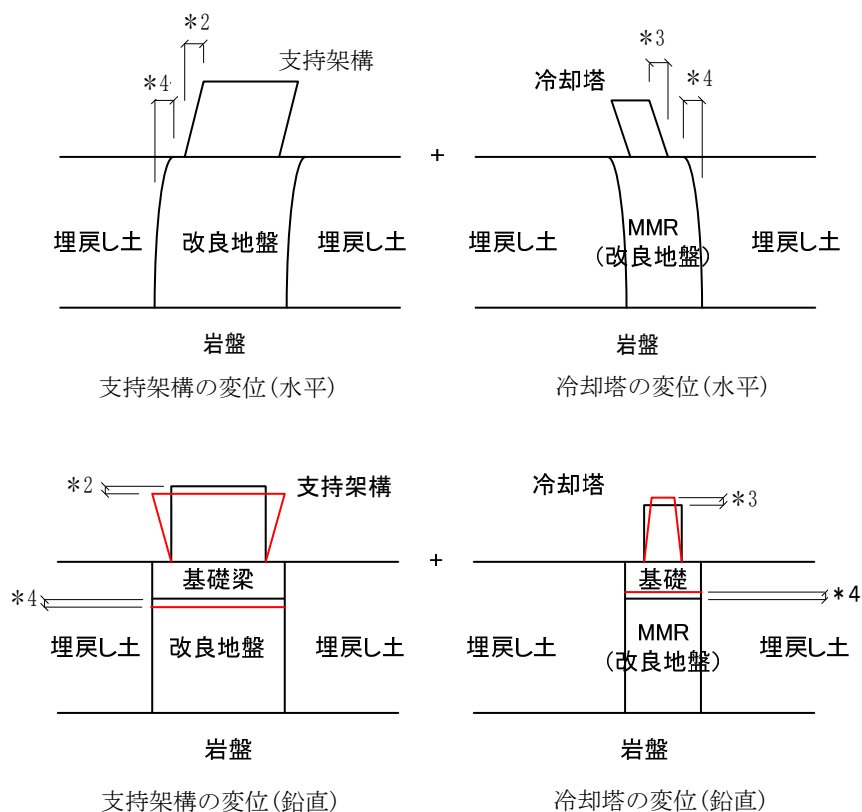 *2
*3
*4
支持架構
*4
冷却塔
+
埋戻し土
改良地盤
埋戻し土
埋戻し土
MMR
(改良地盤)
埋戻し土
岩盤
岩盤
支持架構の変位(水平)
冷却塔の変位(水平)
*2
支持架構
冷却塔
*3
+
基礎梁
基礎
*4
*4
埋戻し土
改良地盤
埋戻し土
埋戻し土
MMR
(改良地盤)
埋戻し土
岩盤
岩盤
支持架構の変位(鉛直)
冷却塔の変位(鉛直)